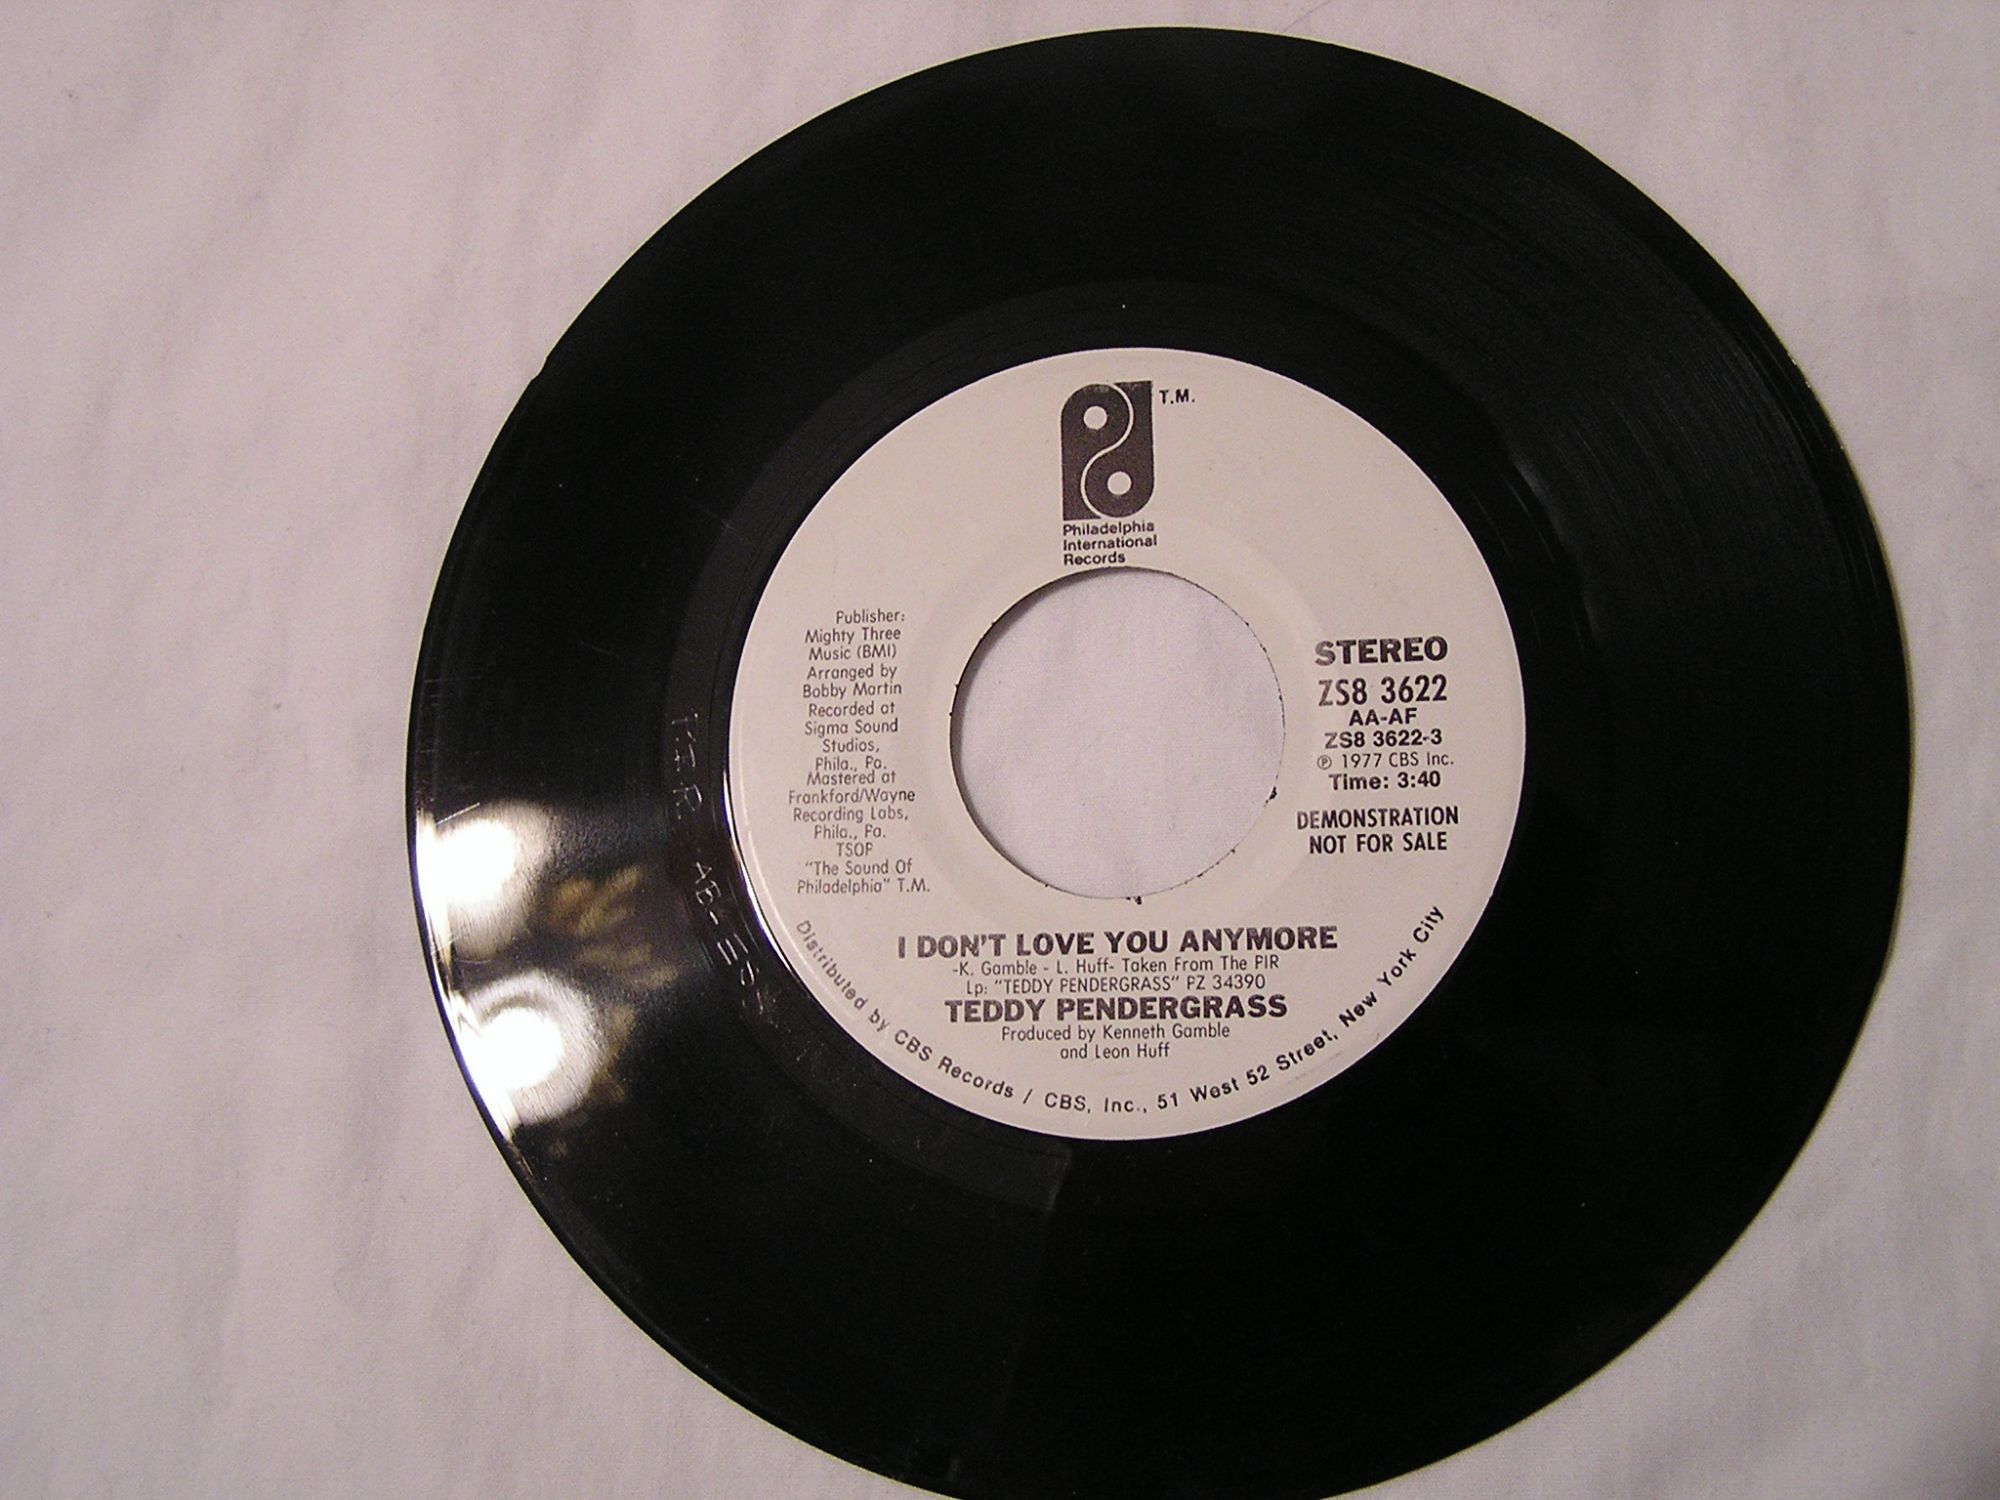 T.M.
Philadelphia
International
Records
Publisher:
Mighty Three
Music (BMI)
Arranged by
Bobby Martin
Recorded at
Sigma Sound
Studios,
Phila., Pa.
Mastered at
Frankford/Wayne
Recording Labs,
Phila., Pa.
TSOP
"The Sound Of
Philadelphia" T.M.
STEREO
ZS8 3622
AA-AF
ZS8 3622-3
℗ 1977 CBS Inc.
Time: 3:40
DEMONSTRATION
NOT FOR SALE
I DON'T LOVE YOU ANYMORE
-K. Gamble - L. Huff- Taken From The PIR
Lp: "TEDDY PENDERGRASS" PZ 34390
TEDDY PENDERGRASS
Produced by Kenneth Gamble
and Leon Huff
Distributed by CBS Records / CBS, Inc., 51 West 52 Street, New York City